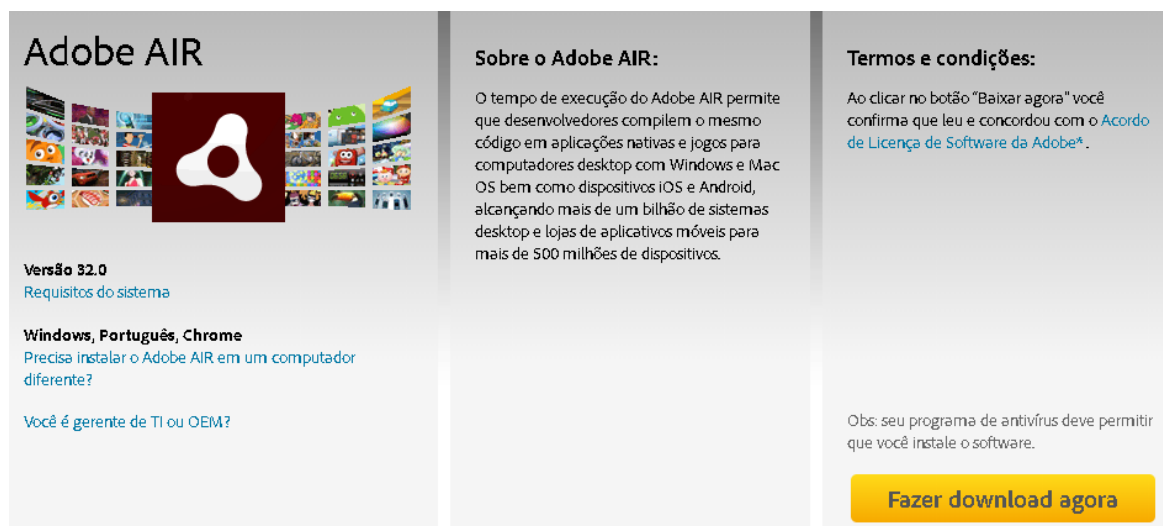 Adobe AIR
Versão 32.0
Requisitos do sistema
Windows, Português, Chrome
Precisa instalar o Adobe AIR em um computador
diferente?
Você é gerente de TI ou OEM?
Sobre o Adobe AIR:
O tempo de execução do Adobe AIR permite
que desenvolvedores compilem o mesmo
código em aplicações nativas e jogos para
computadores desktop com Windows e Mac
OS bem como dispositivos iOS e Android,
alcançando mais de um bilhão de sistemas
desktop e lojas de aplicativos móveis para
mais de 500 milhões de dispositivos.
Termos e condições:
Ao clicar no botão “Baixar agora” você
confirma que leu e concordou com o Acordo
de Licença de Software da Adobe*.
Obs: seu programa de antivírus deve permitir
que você instale o software.
Fazer download agora